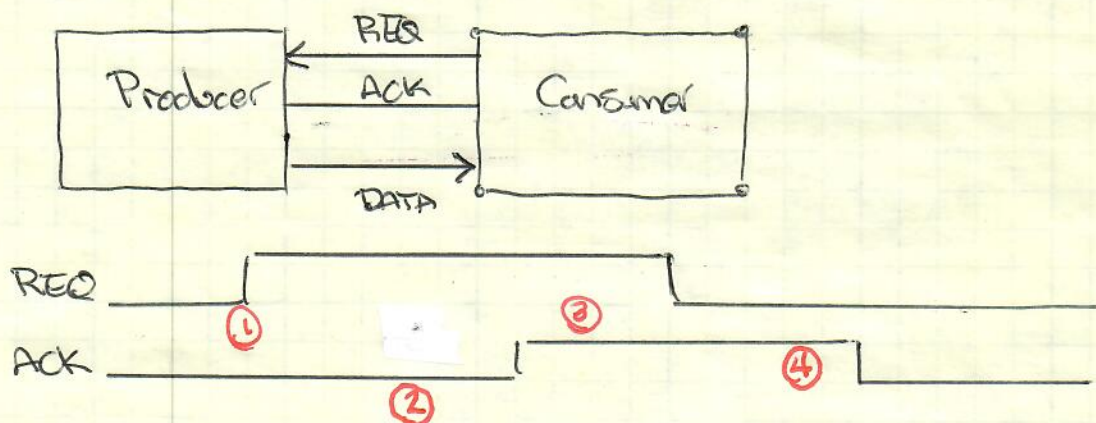 REQ
Producer
ACK
Consumer
DATA
REQ
①
③
ACK
④
②